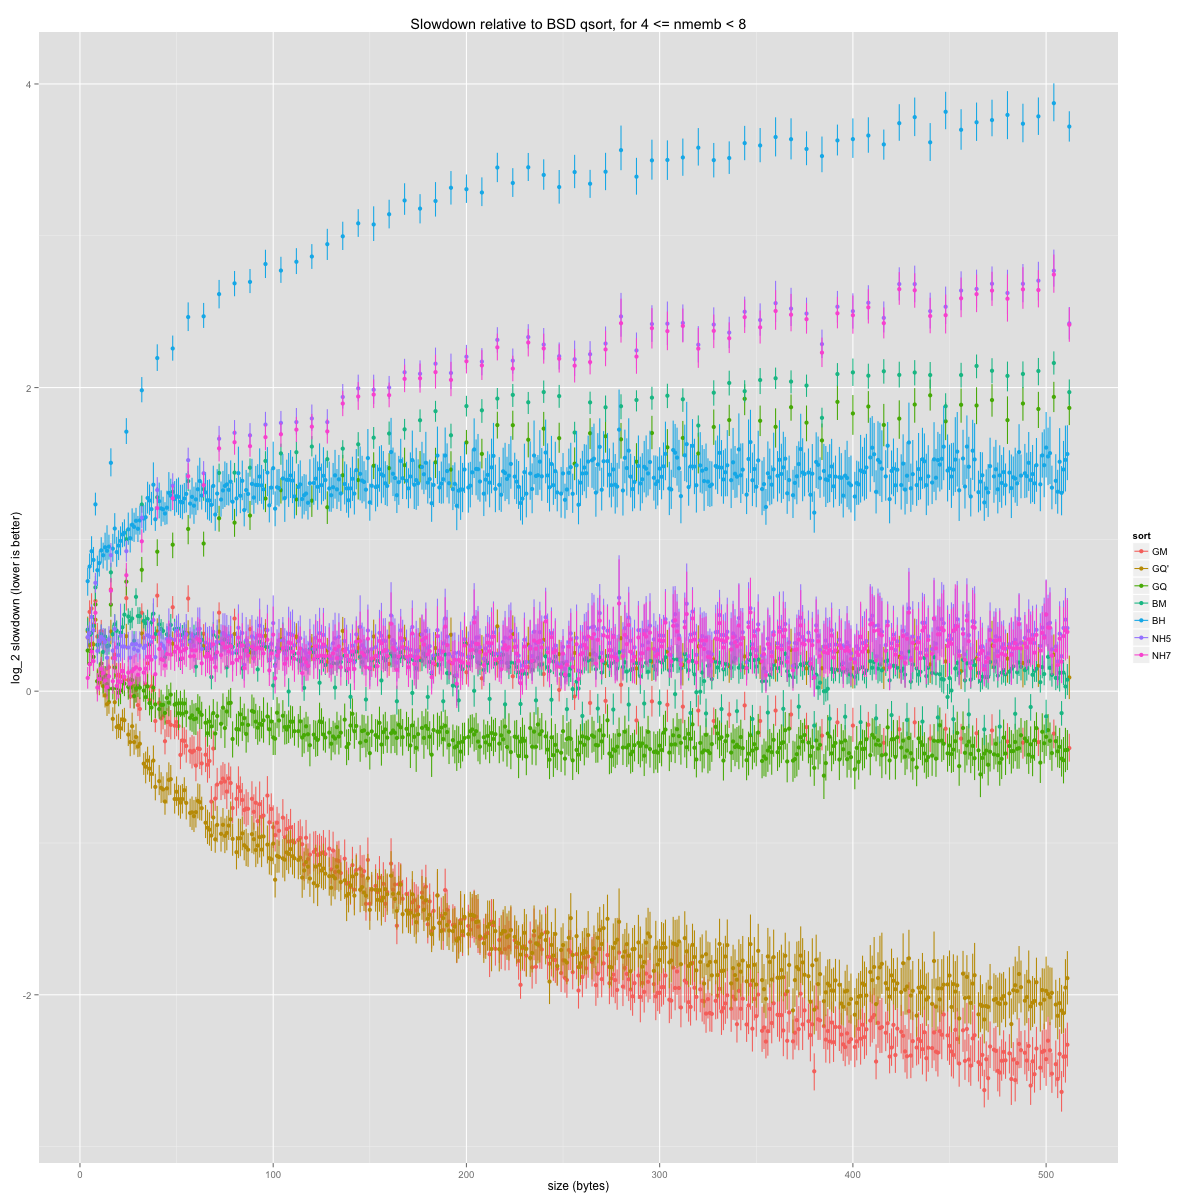 Slowdown relative to BSD qsort, for 4 <= nmemb < 8
log_2 slowdown (lower is better)
4
2
0
-2
0
100
200
300
400
500
size (bytes)
sort
GM
GQ'
GQ
BM
BH
NH5
NH7